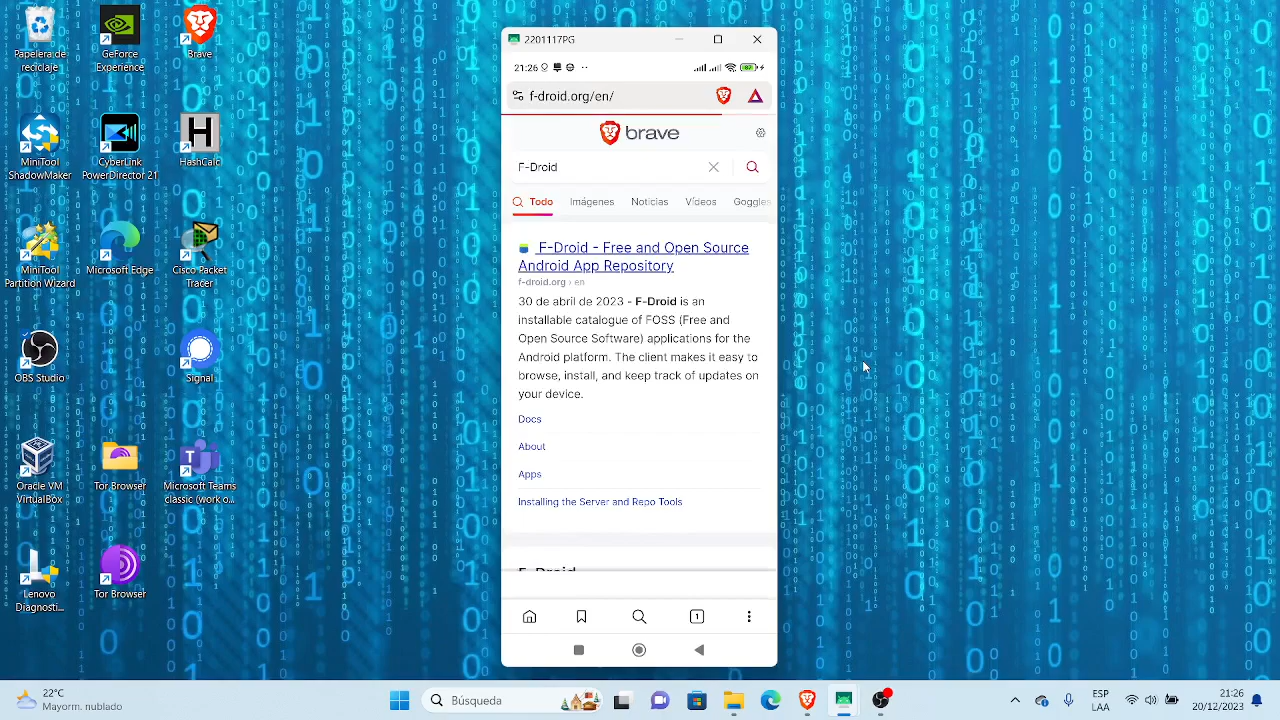 Papelera de
reciclaje
GeForce
Experience
Brave
MiniTool
ShadowMaker
CyberLink
PowerDirector 21
HashCalc
MiniTool
Partition Wizard
Microsoft Edge
Cisco Packet
Tracer
OBS Studio
Signal
Oracle VM
VirtualBox
Tor Browser
Microsoft Teams
classic (work o...
Lenovo
Diagnosti...
Tor Browser
2201117PG
21:26
87
f-droid.org/en/
brave
F-Droid
Todo Imágenes Noticias Vídeos Goggles
F-Droid - Free and Open Source
Android App Repository
f-droid.org › en
30 de abril de 2023 - F-Droid is an
installable catalogue of FOSS (Free and
Open Source Software) applications for the
Android platform. The client makes it easy to
browse, install, and keep track of updates on
your device.
Docs
About
Apps
Installing the Server and Repo Tools
F-Droid
1
22°C
Mayorm. nublado
Búsqueda
ESP
LAA
21:26
20/12/2023